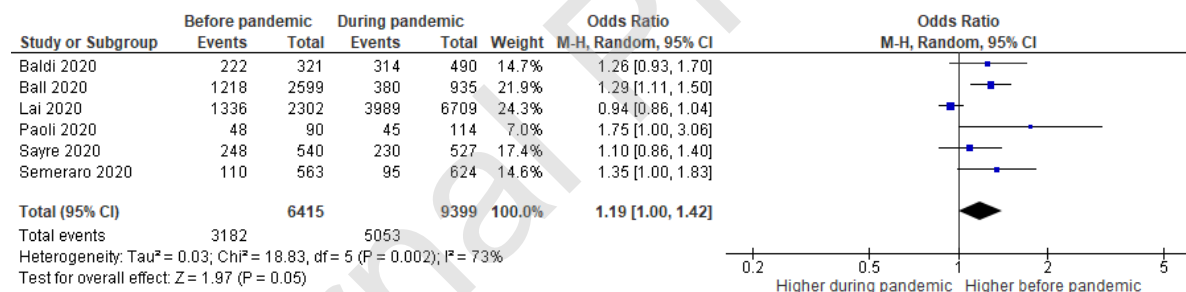 Before pandemic During pandemic Odds Ratio Odds Ratio
Study or Subgroup Events Total Events Total Weight M-H, Random, 95% CI M-H, Random, 95% CI
Baldi 2020 222 321 314 490 14.7% 1.26 [0.93, 1.70]
Ball 2020 1218 2599 380 935 21.9% 1.29 [1.11, 1.50]
Lai 2020 1336 2302 3989 6709 24.3% 0.94 [0.86, 1.04]
Paoli 2020 48 90 45 114 7.0% 1.75 [1.00, 3.06]
Sayre 2020 248 540 230 527 17.4% 1.10 [0.86, 1.40]
Semeraro 2020 110 563 95 624 14.6% 1.35 [1.00, 1.83]
Total (95% CI) 6415 9399 100.0% 1.19 [1.00, 1.42]
Total events 3182 5053
Heterogeneity: Tau² = 0.03; Chi² = 18.83, df = 5 (P = 0.002); I² = 73%
Test for overall effect: Z = 1.97 (P = 0.05)
0.2 0.5 1 2 5
Higher during pandemic Higher before pandemic